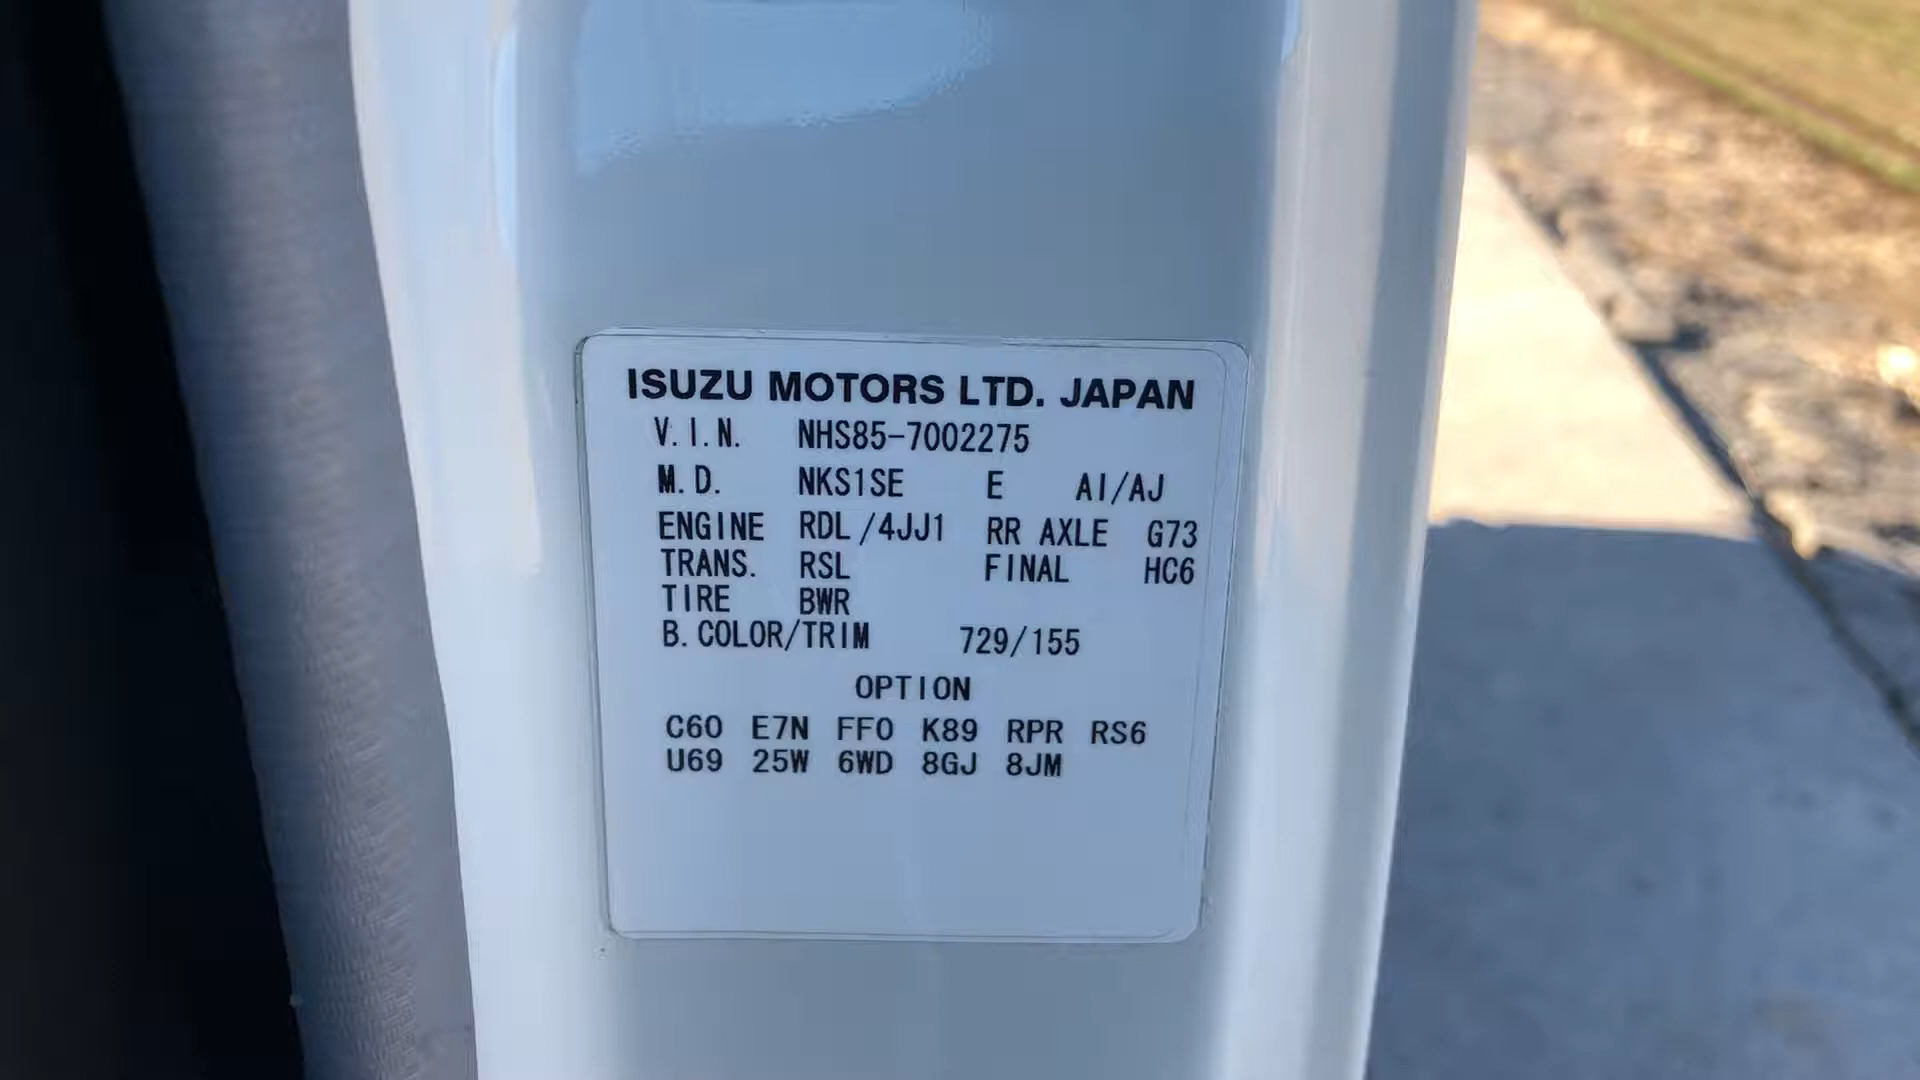 ISUZU MOTORS LTD. JAPAN
V.I.N. NHS85-7002275
M.D. NKS1SE E AI/AJ
ENGINE RDL /4JJ1 RR AXLE G73
TRANS. RSL FINAL HC6
TIRE BWR
B.COLOR/TRIM 729/155
OPTION
C60 E7N FF0 K89 RPR RS6
U69 25W 6WD 8GJ 8JM